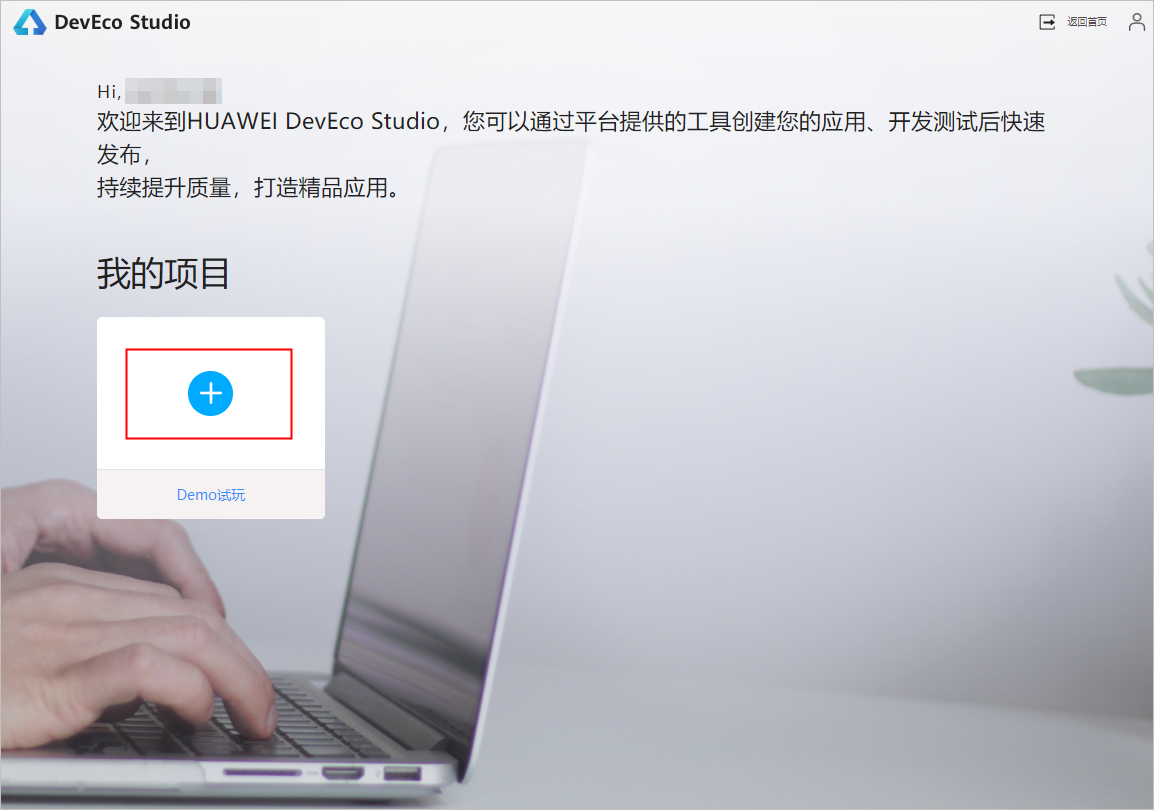 DevEco Studio
返回首页
Hi,
欢迎来到HUAWEI DevEco Studio，您可以通过平台提供的工具创建您的应用、开发测试后快速
发布，
持续提升质量，打造精品应用。
我的项目
Demo试玩